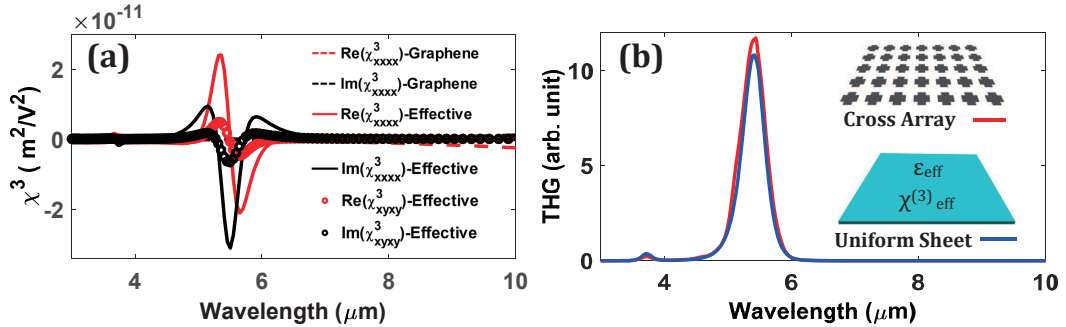 ×10⁻¹¹
(a)
χ³ ( m²/V²)
2
0
-2
4
6
8
10
Wavelength (μm)
Re(χ³xxxx)-Graphene
Im(χ³xxxx)-Graphene
Re(χ³xxxx)-Effective
Im(χ³xxxx)-Effective
Re(χ³xyxy)-Effective
Im(χ³xyxy)-Effective
(b)
THG (arb. unit)
10
5
0
4
6
8
10
Wavelength (μm)
Cross Array
εeff
χ⁽³⁾ eff
Uniform Sheet